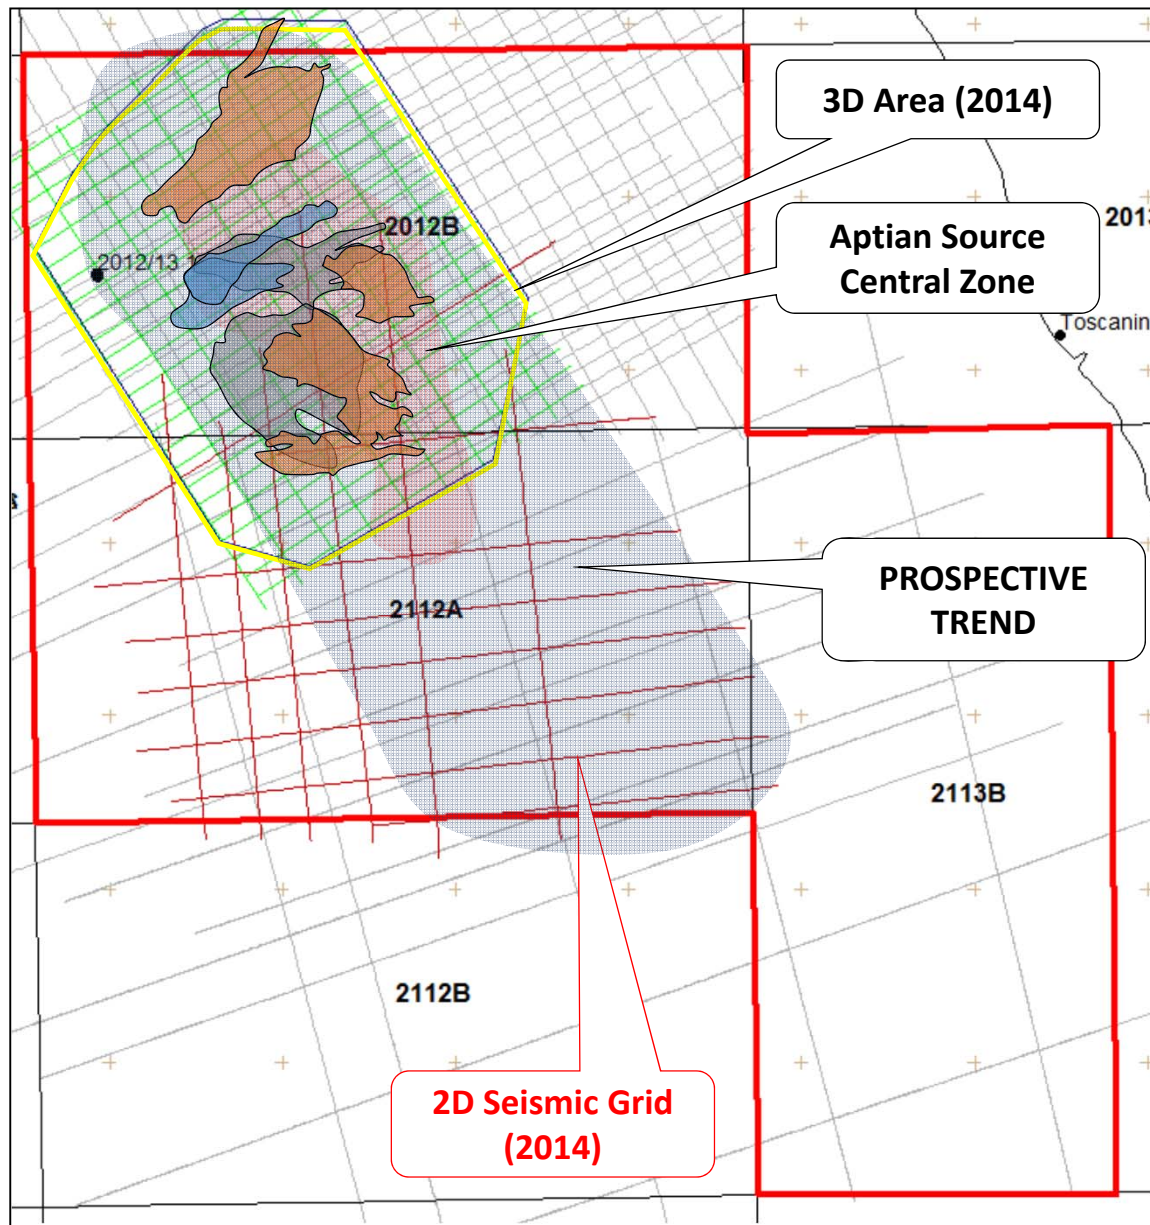 3D Area (2014)
2012B
2013
Aptian Source
Central Zone
2012/13 1
Toscanin
PROSPECTIVE
TREND
2112A
2113B
2112B
2D Seismic Grid
(2014)